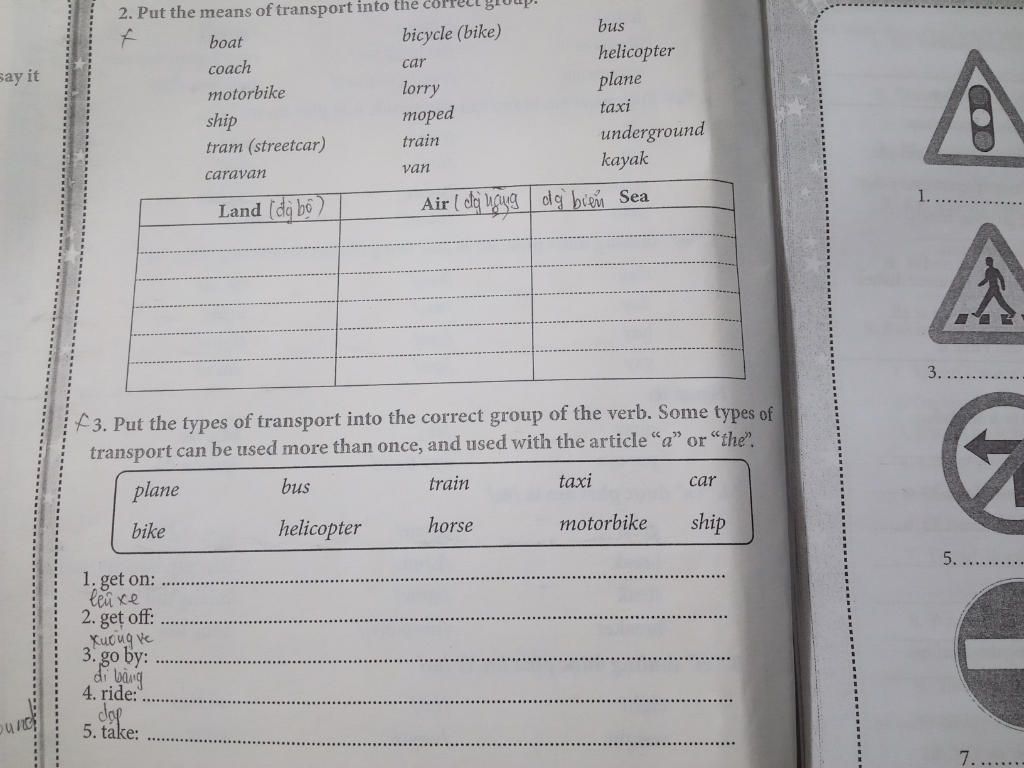 say it
2. Put the means of transport into the correct group.
boat bicycle (bike) bus
coach car helicopter
motorbike lorry plane
ship moped taxi
tram (streetcar) train underground
caravan van kayak
Land (đg bộ) Air (đg hàng đg biển Sea
3. Put the types of transport into the correct group of the verb. Some types of
transport can be used more than once, and used with the article “a” or “the”.
plane bus train taxi car
bike helicopter horse motorbike ship
1. get on: ........................................
lên xe
2. get off: ........................................
xuống xe
3. go by: ........................................
đi bằng
4. ride: ........................................
đạp
5. take: ........................................
1. ............
3. ............
5. ............
7. ............